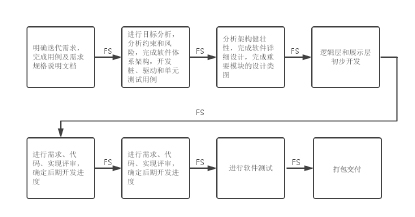 明确迭代需求，
完成用例及需求
规格说明文档
FS
进行目标分析，
分析约束和风
险，完成软件体
系架构，开发
桩、驱动和单元
测试用例
FS
分析架构健壮
性，完成软件详
细设计，完成重
要模块的设计类
图
FS
逻辑层和展示层
初步开发
FS
进行需求、代
码、实现评审，
确定后期开发进
度
FS
进行需求、代
码、实现评审，
确定后期开发进
度
FS
进行软件测试
FS
打包交付